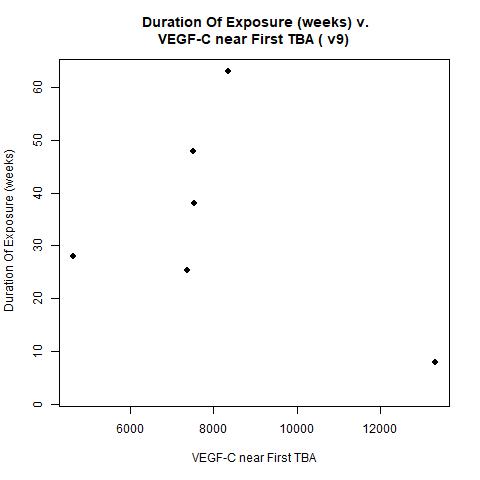 Duration Of Exposure (weeks) v.
VEGF-C near First TBA ( v9)
Duration Of Exposure (weeks)
60
50
40
30
20
10
0
6000
8000
10000
12000
VEGF-C near First TBA